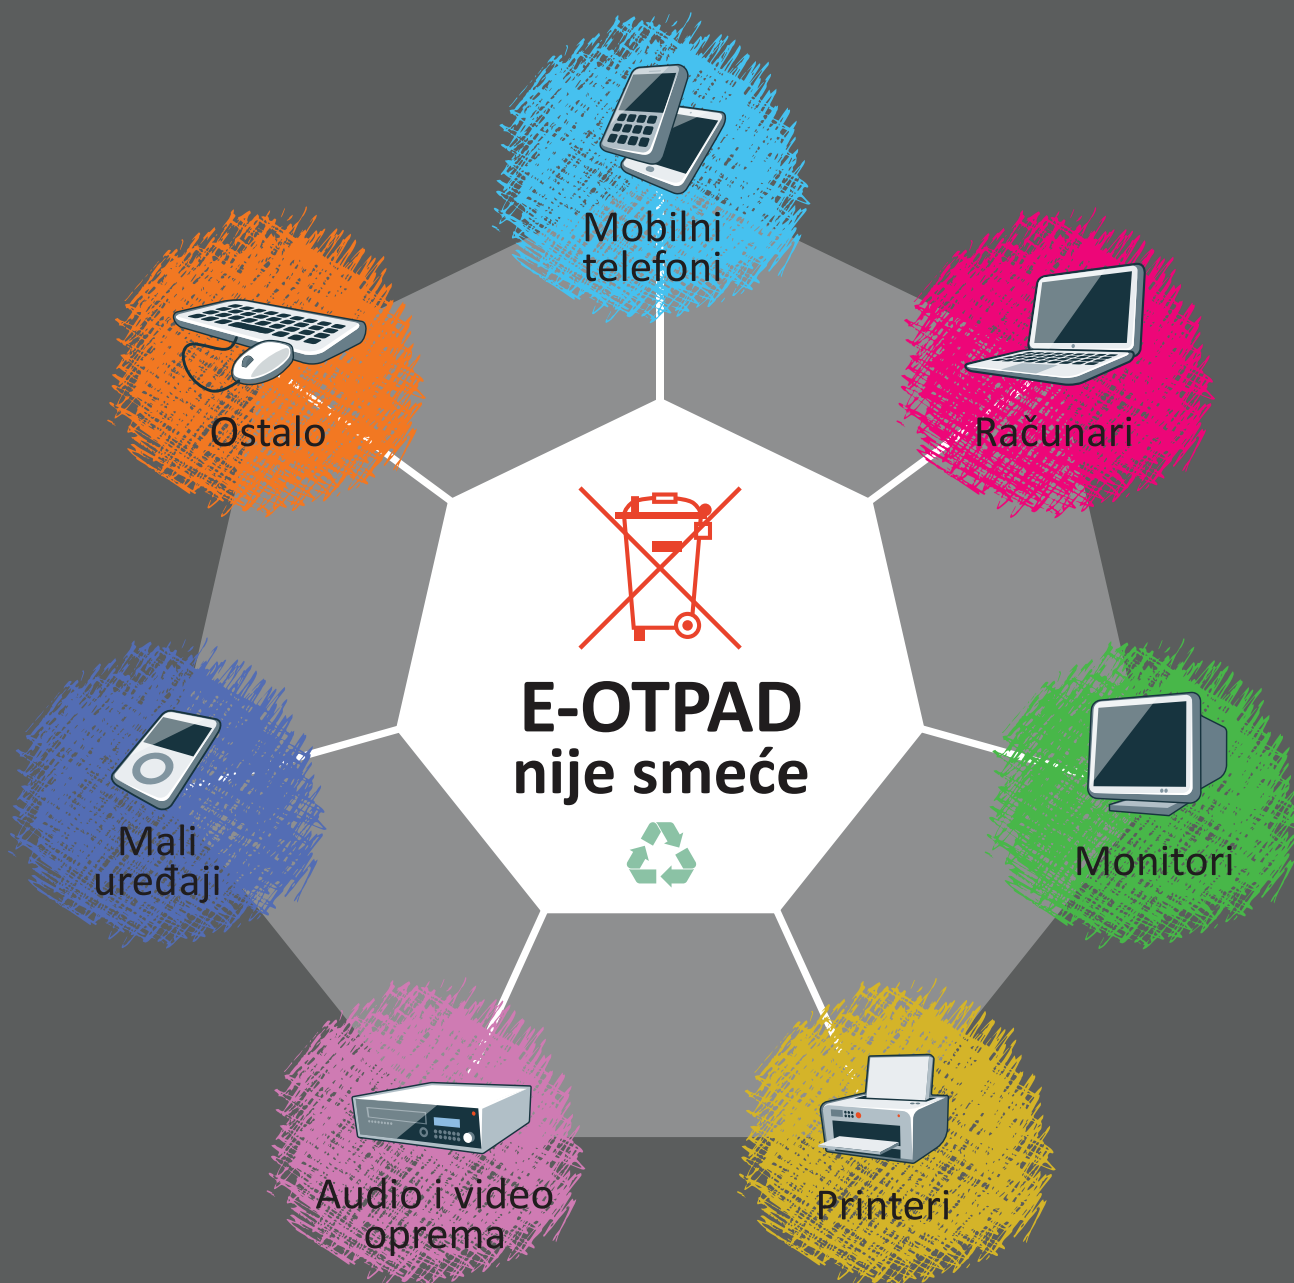 Mobilni
telefoni
Računari
Ostalo
E-OTPAD
nije smeće
Monitori
Mali
uređaji
Printeri
Audio i video
oprema